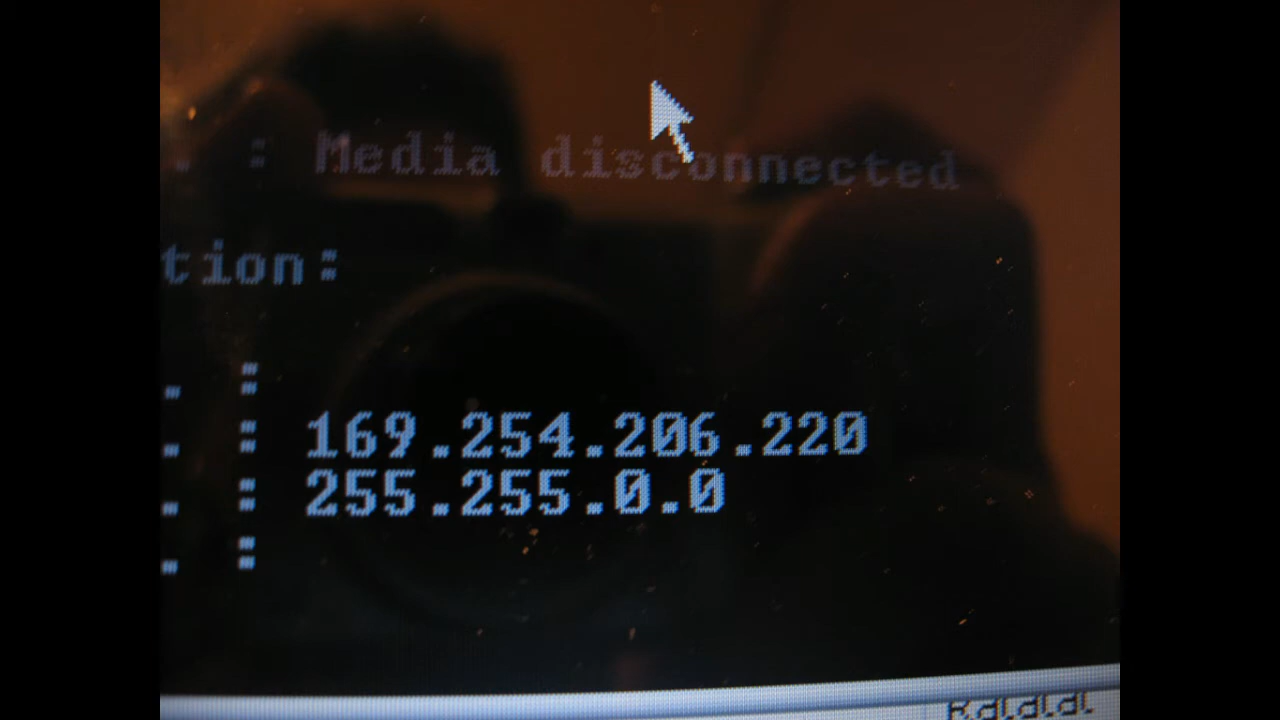 . : Media disconnected
tion:
. :
. : 169.254.206.220
. : 255.255.0.0
. :